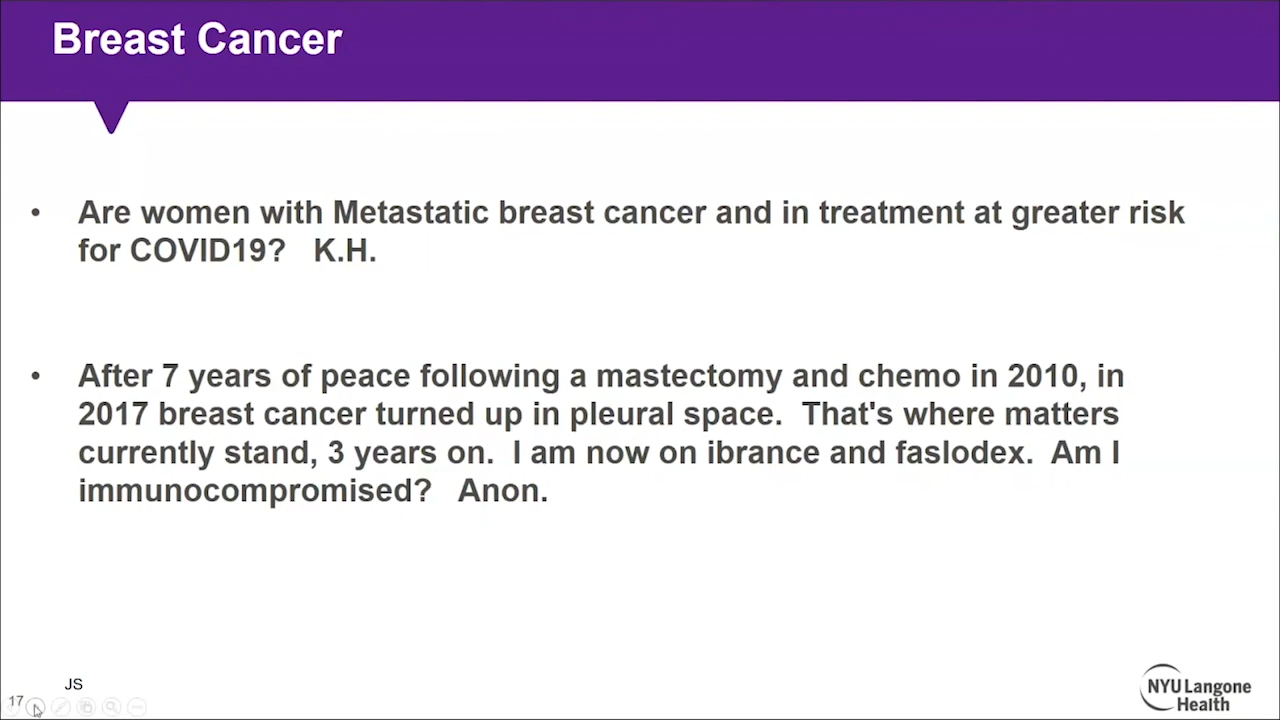 Breast Cancer
• Are women with Metastatic breast cancer and in treatment at greater risk
for COVID19? K.H.
• After 7 years of peace following a mastectomy and chemo in 2010, in
2017 breast cancer turned up in pleural space. That's where matters
currently stand, 3 years on. I am now on ibrance and faslodex. Am I
immunocompromised? Anon.
JS
17
NYU Langone
Health